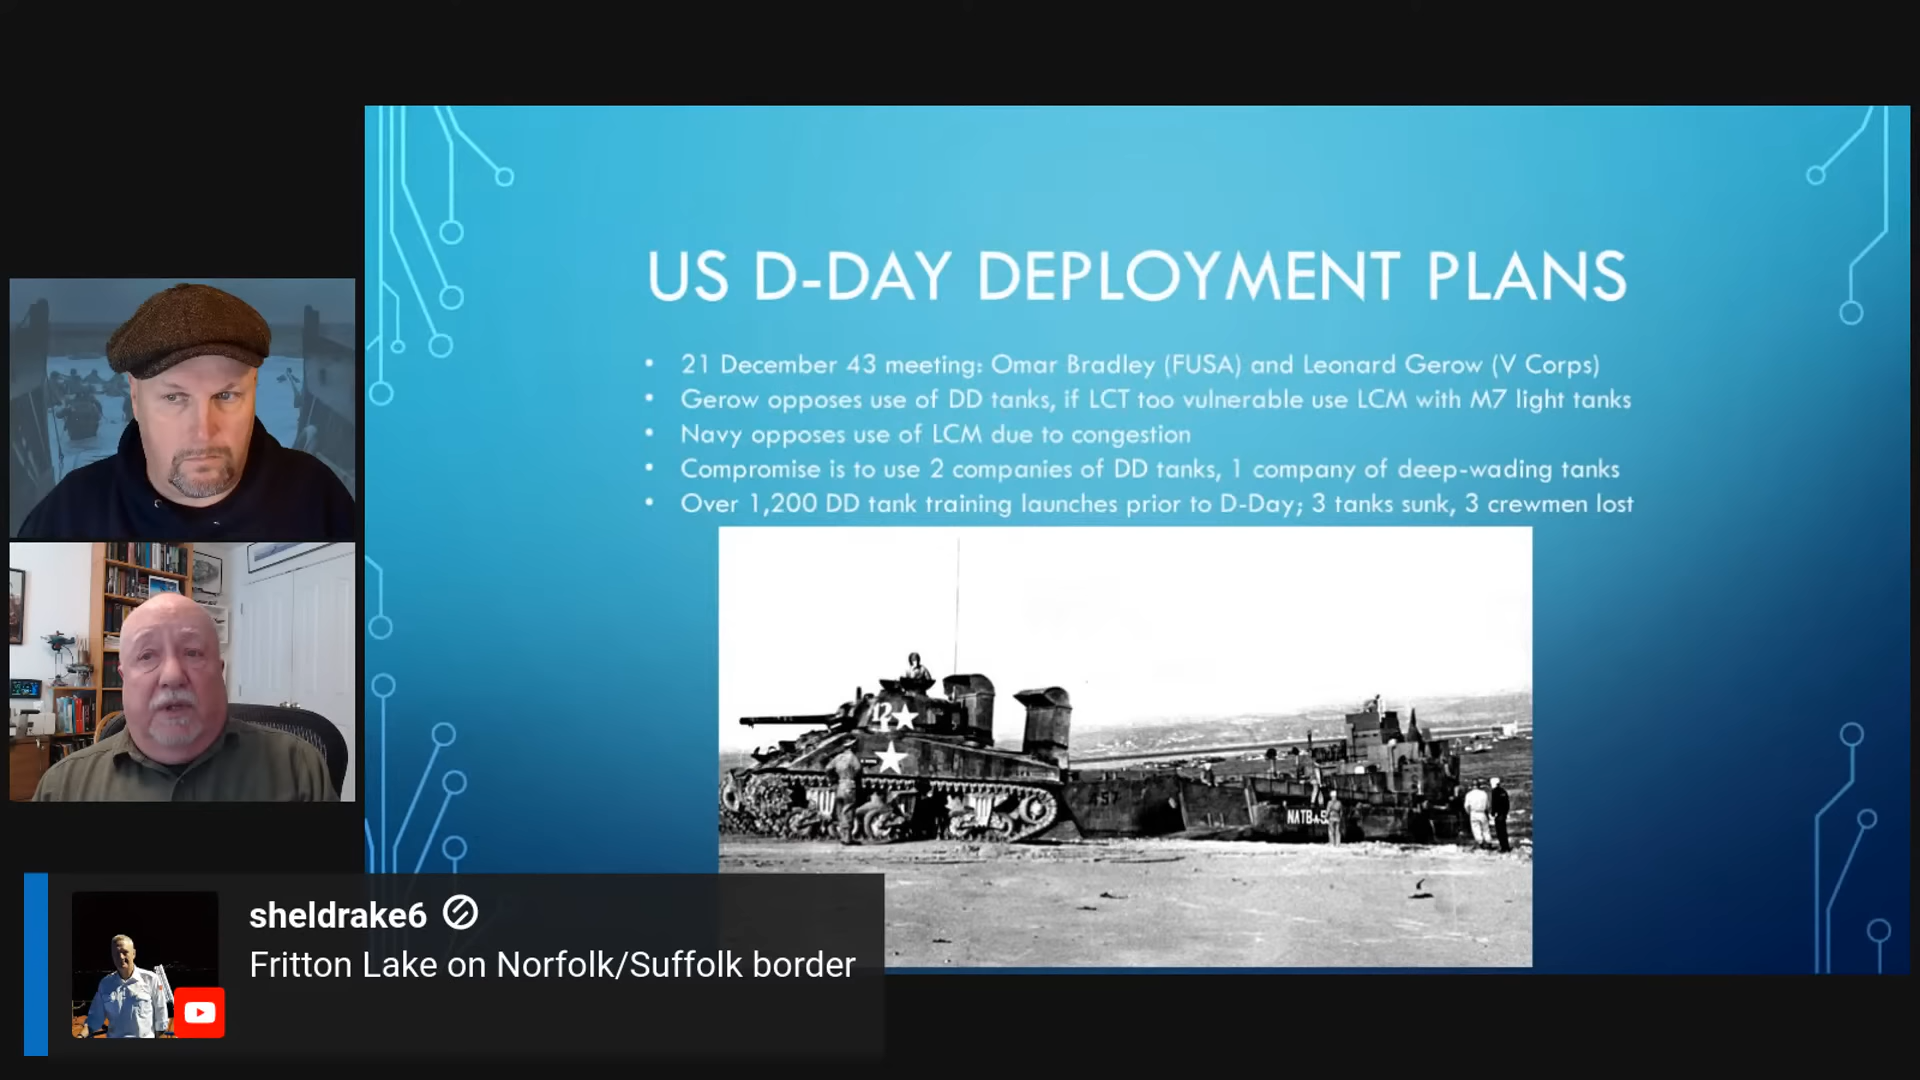 US D-DAY DEPLOYMENT PLANS
• 21 December 43 meeting: Omar Bradley (FUSA) and Leonard Gerow (V Corps)
• Gerow opposes use of DD tanks, if LCT too vulnerable use LCM with M7 light tanks
• Navy opposes use of LCM due to congestion
• Compromise is to use 2 companies of DD tanks, 1 company of deep-wading tanks
• Over 1,200 DD tank training launches prior to D-Day; 3 tanks sunk, 3 crewmen lost
12
sheldrake6
Fritton Lake on Norfolk/Suffolk border